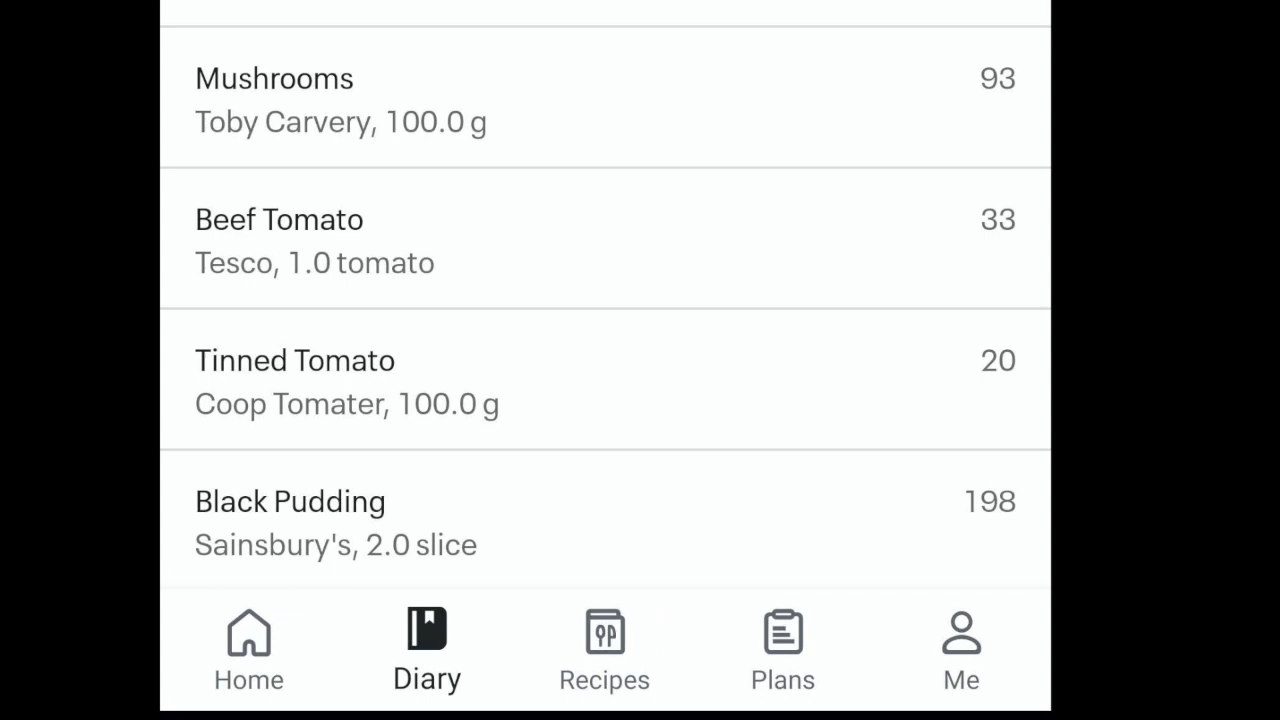 Mushrooms 93
Toby Carvery, 100.0 g
Beef Tomato 33
Tesco, 1.0 tomato
Tinned Tomato 20
Coop Tomater, 100.0 g
Black Pudding 198
Sainsbury's, 2.0 slice
Home Diary Recipes Plans Me